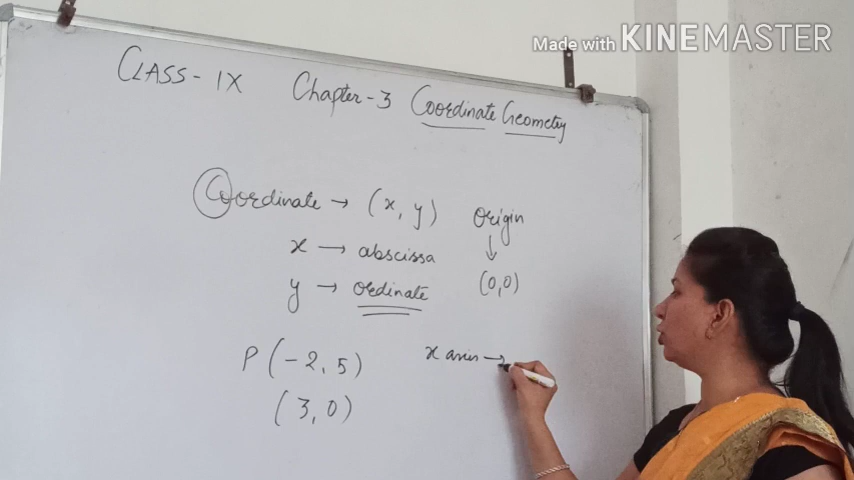 Made with KINEMASTER
CLASS-IX Chapter-3 Coordinate Geometry
Coordinate → (x, y)
x → abscissa
y → ordinate
Origin
↓
(0,0)
P(-2, 5)
(3, 0)
x axis →